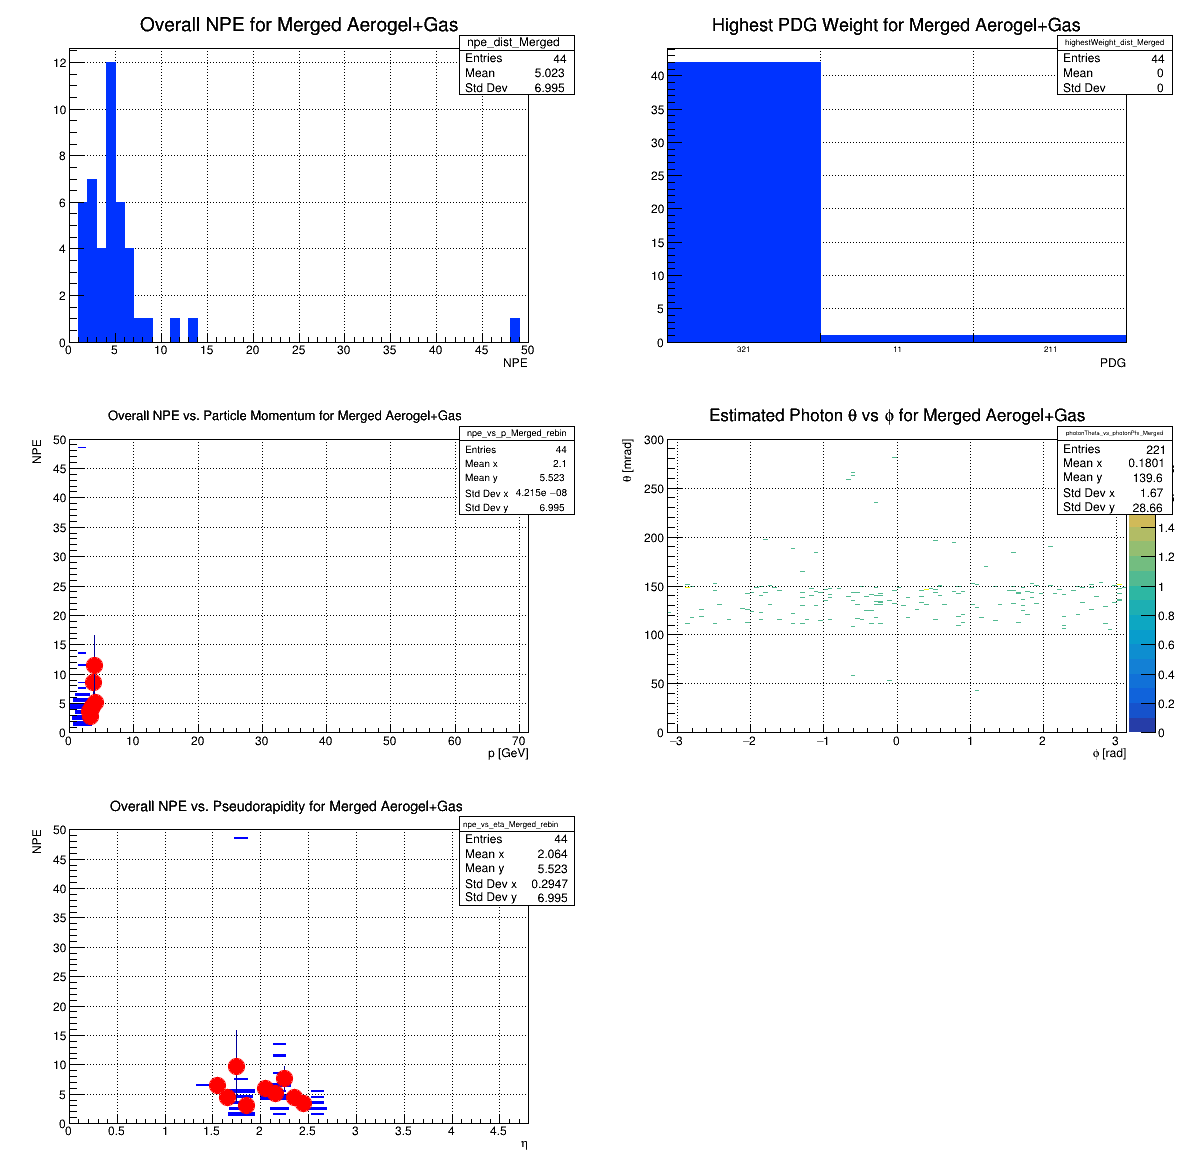 Overall NPE for Merged Aerogel+Gas
npe_dist_Merged
Entries 44
Mean 5.023
Std Dev 6.995
12
10
8
6
4
2
0
0 5 10 15 20 25 30 35 40 45 50
NPE
Highest PDG Weight for Merged Aerogel+Gas
highestWeight_dist_Merged
Entries 44
Mean 0
Std Dev 0
40
35
30
25
20
15
10
5
0
321 11 211
PDG
Overall NPE vs. Particle Momentum for Merged Aerogel+Gas
npe_vs_p_Merged_rebin
Entries 44
Mean x 2.1
Mean y 5.523
Std Dev x 4.215e −08
Std Dev y 6.995
NPE
50
45
40
35
30
25
20
15
10
5
0
0 10 20 30 40 50 60 70
p [GeV]
Estimated Photon θ vs ϕ for Merged Aerogel+Gas
photonTheta_vs_photonPhi_Merged
Entries 221
Mean x 0.1801
Mean y 139.6
Std Dev x 1.67
Std Dev y 28.66
θ [mrad]
300
250
200
150
100
50
0
−3 −2 −1 0 1 2 3
ϕ [rad]
1.4
1.2
1
0.8
0.6
0.4
0.2
0
Overall NPE vs. Pseudorapidity for Merged Aerogel+Gas
npe_vs_eta_Merged_rebin
Entries 44
Mean x 2.064
Mean y 5.523
Std Dev x 0.2947
Std Dev y 6.995
NPE
50
45
40
35
30
25
20
15
10
5
0
0 0.5 1 1.5 2 2.5 3 3.5 4 4.5
η